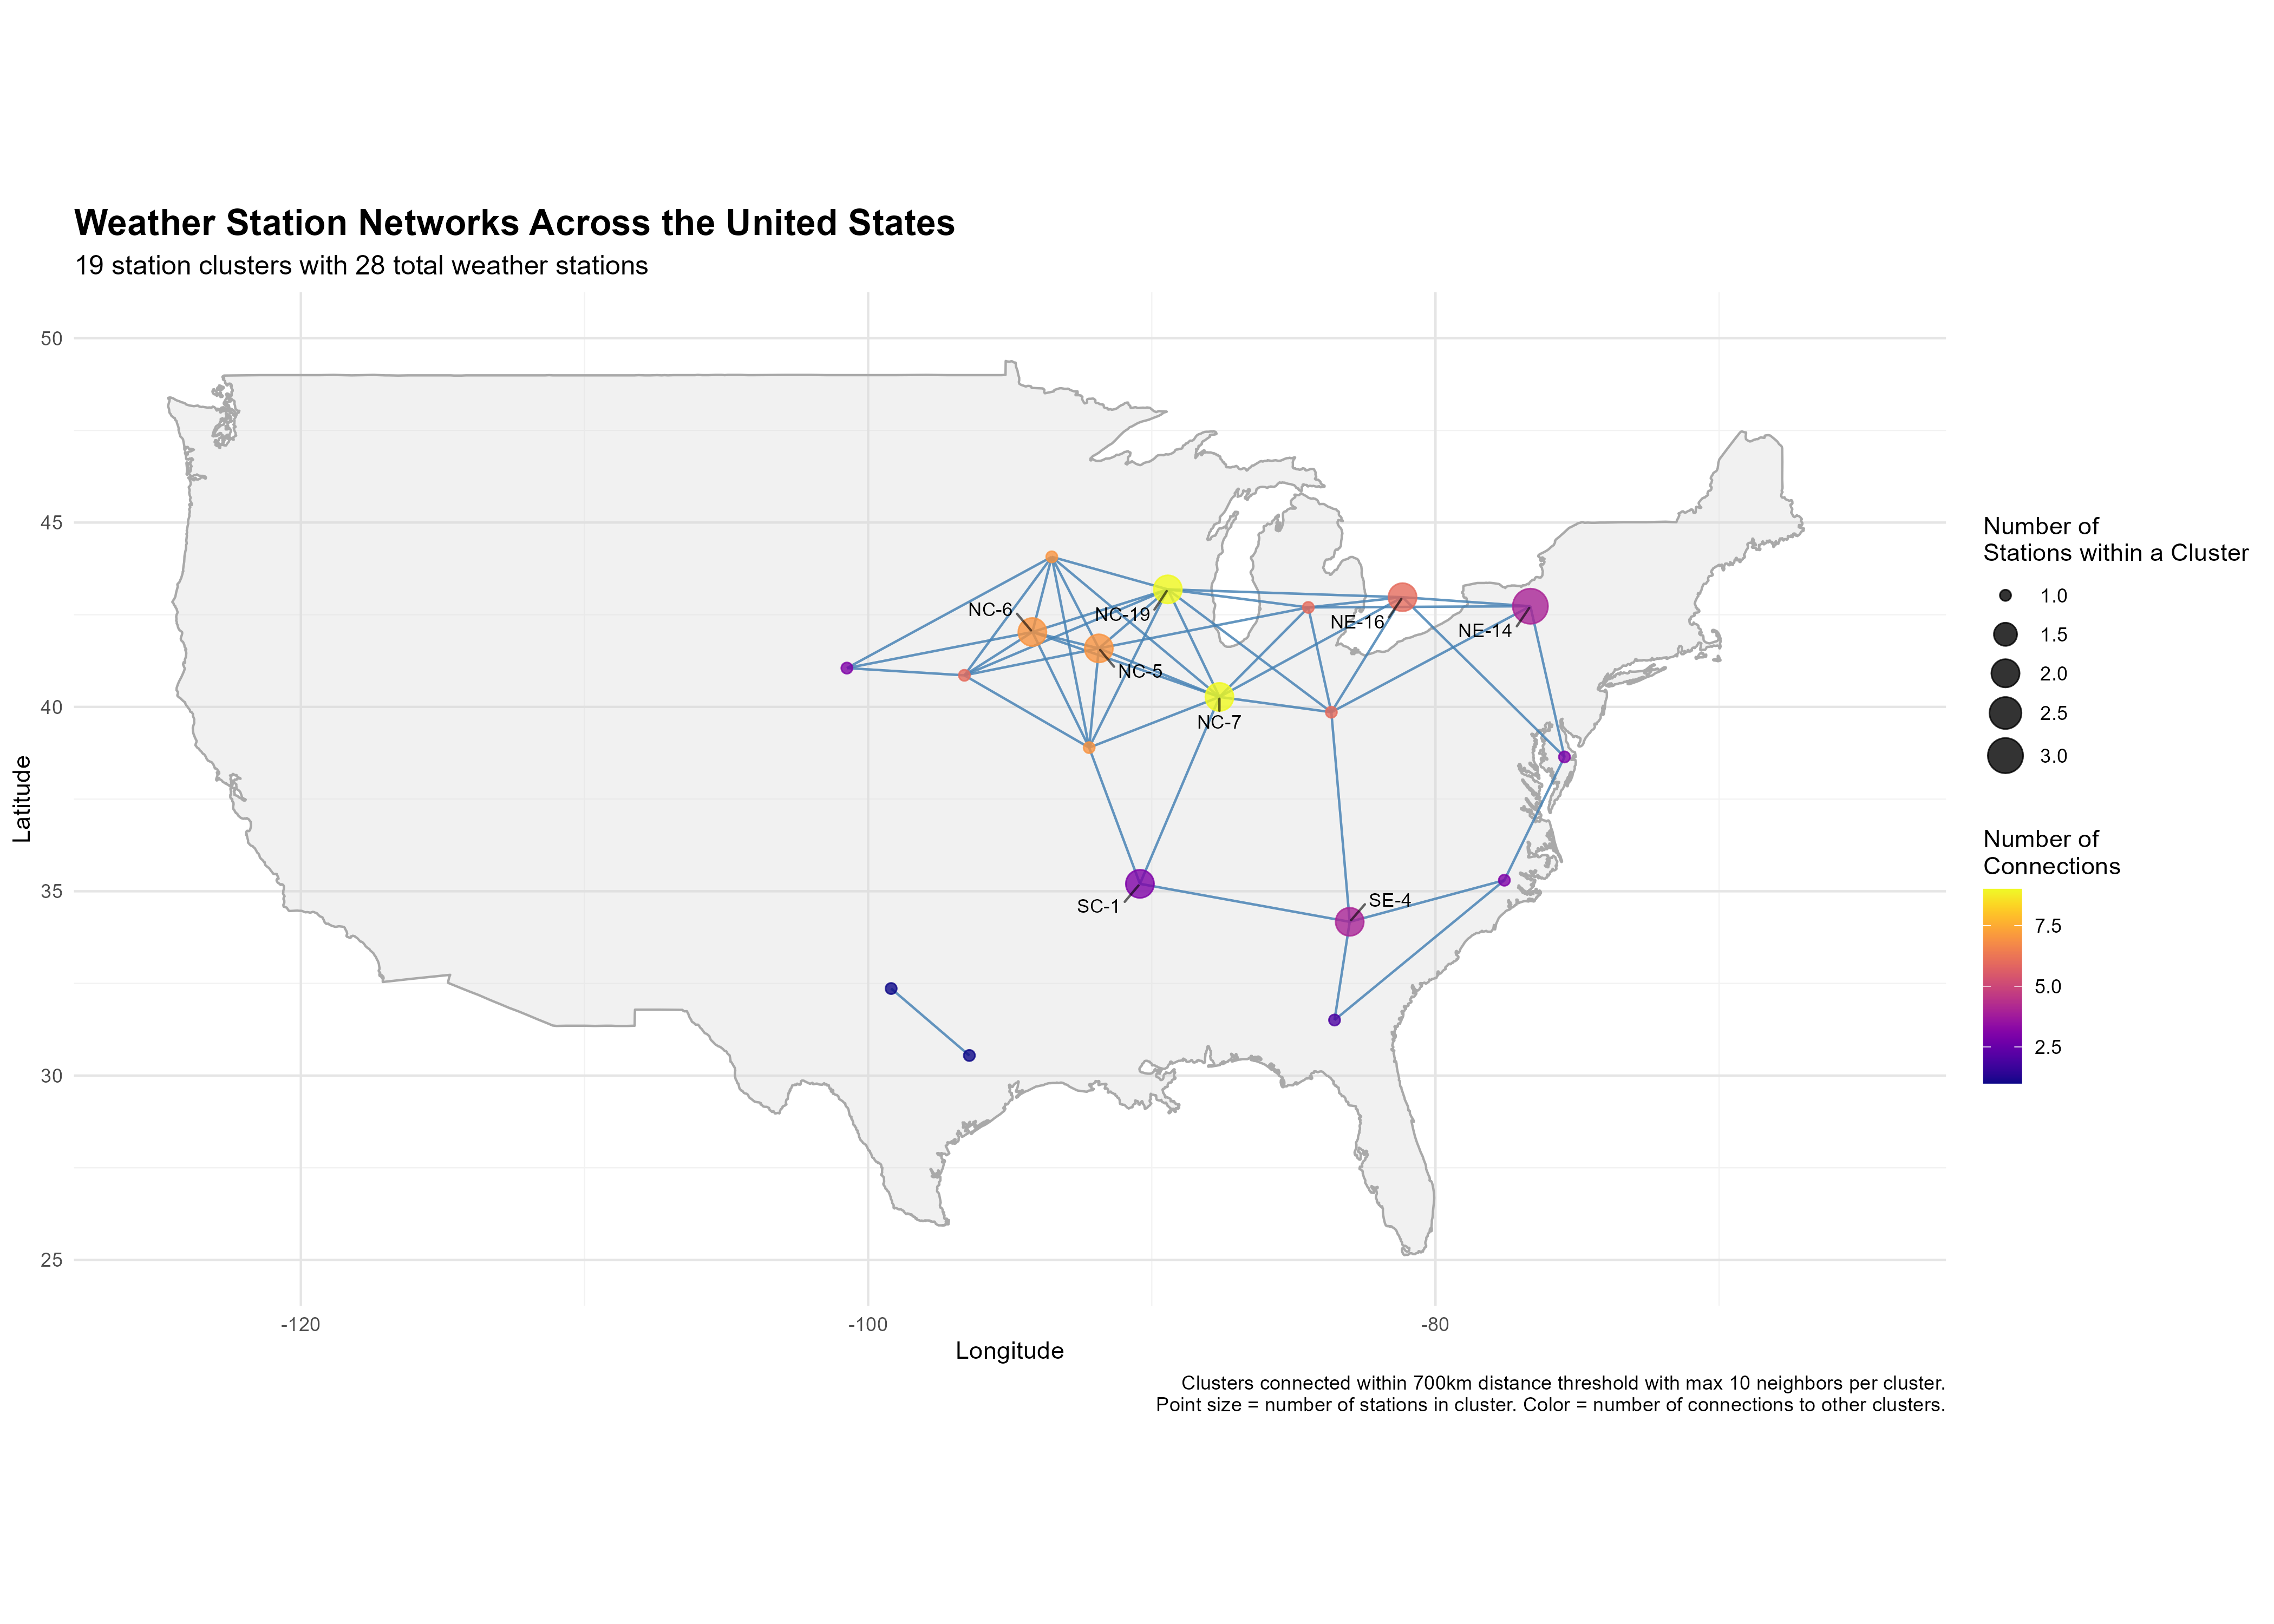 Weather Station Networks Across the United States
19 station clusters with 28 total weather stations
50
45
40
35
30
25
Latitude
-120
-100
-80
Longitude
NC-6
NC-19
NC-5
NC-7
NE-16
NE-14
SC-1
SE-4
Number of
Stations within a Cluster
1.0
1.5
2.0
2.5
3.0
Number of
Connections
7.5
5.0
2.5
Clusters connected within 700km distance threshold with max 10 neighbors per cluster.
Point size = number of stations in cluster. Color = number of connections to other clusters.